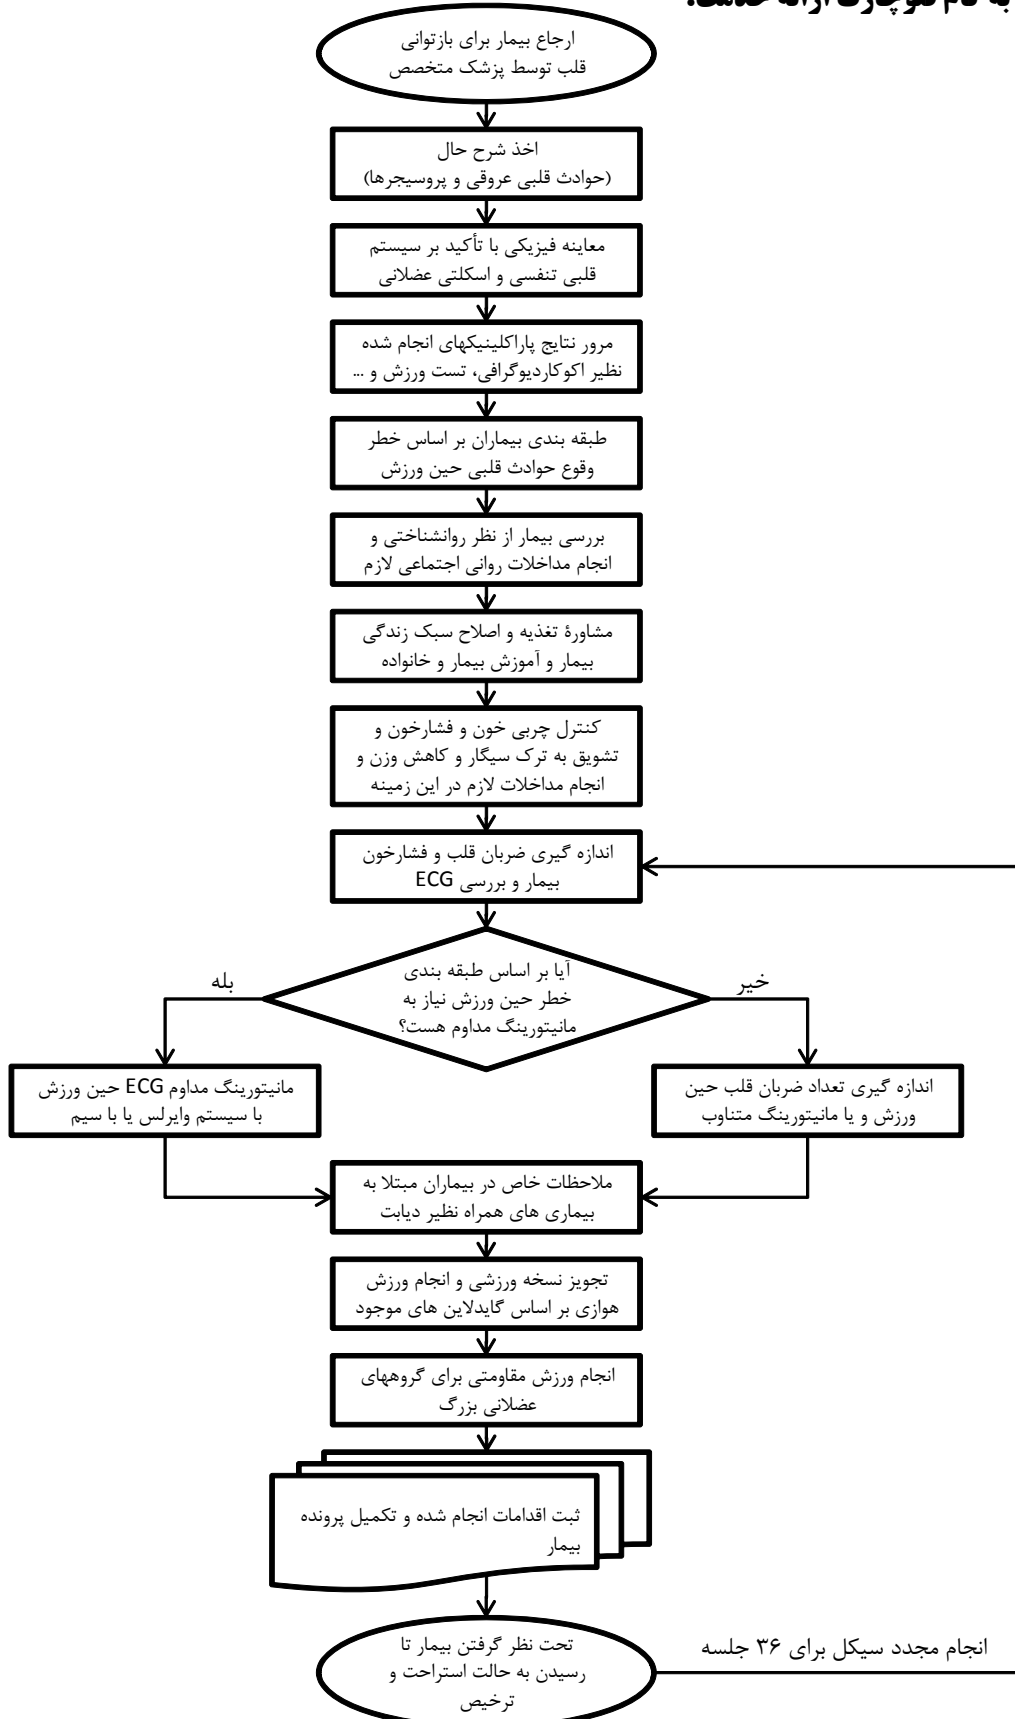 به گام فلوچارت ارائه خدمت:
ارجاع بیمار برای بازتوانی
قلب توسط پزشک متخصص
اخذ شرح حال
(حوادث قلبی عروقی و پروسیجرها)
معاینه فیزیکی با تأکید بر سیستم
قلبی تنفسی و اسکلتی عضلانی
مرور نتایج پاراکلینیکهای انجام شده
نظیر اکوکاردیوگرافی، تست ورزش و ...
طبقه بندی بیماران بر اساس خطر
وقوع حوادث قلبی حین ورزش
بررسی بیمار از نظر روانشناختی و
انجام مداخلات روانی اجتماعی لازم
مشاورهٔ تغذیه و اصلاح سبک زندگی
بیمار و آموزش بیمار و خانواده
کنترل چربی خون و فشارخون و
تشویق به ترک سیگار و کاهش وزن و
انجام مداخلات لازم در این زمینه
اندازه گیری ضربان قلب و فشارخون
بیمار و بررسی ECG
آیا بر اساس طبقه بندی
خطر حین ورزش نیاز به
مانیتورینگ مداوم هست؟
خیر
بله
اندازه گیری تعداد ضربان قلب حین
ورزش و یا مانیتورینگ متناوب
مانیتورینگ مداوم ECG حین ورزش
با سیستم وایرلس یا با سیم
ملاحظات خاص در بیماران مبتلا به
بیماری های همراه نظیر دیابت
تجویز نسخه ورزشی و انجام ورزش
هوازی بر اساس گایدلاین های موجود
انجام ورزش مقاومتی برای گروههای
عضلانی بزرگ
ثبت اقدامات انجام شده و تکمیل پرونده
بیمار
تحت نظر گرفتن بیمار تا
رسیدن به حالت استراحت و
ترخیص
انجام مجدد سیکل برای ۳۶ جلسه